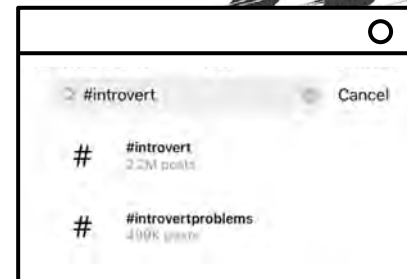 #introvert Cancel
# #introvert
2.2M posts
# #introvertproblems
499K posts